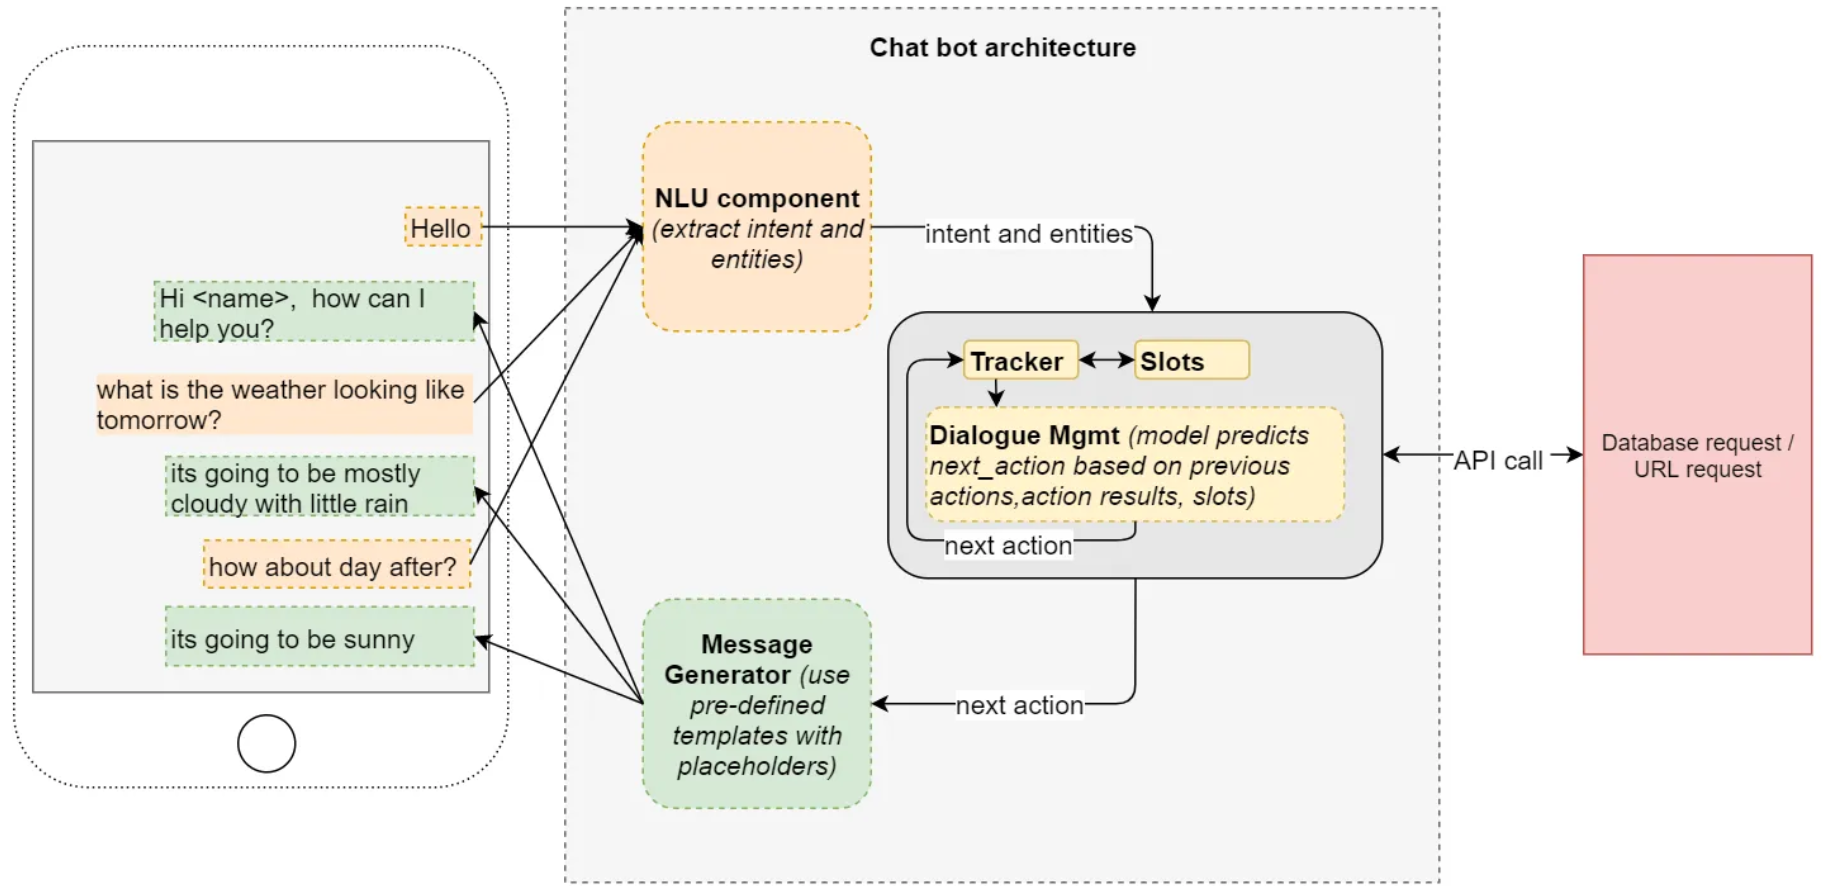 Chat bot architecture
Hello
Hi <name>,  how can I
help you?
what is the weather looking like
tomorrow?
its going to be mostly
cloudy with little rain
how about day after?
its going to be sunny
NLU component
(extract intent and
entities)
intent and entities
Tracker
Slots
Dialogue Mgmt (model predicts
next_action based on previous
actions,action results, slots)
next action
API call
Database request /
URL request
next action
Message
Generator (use
pre-defined
templates with
placeholders)